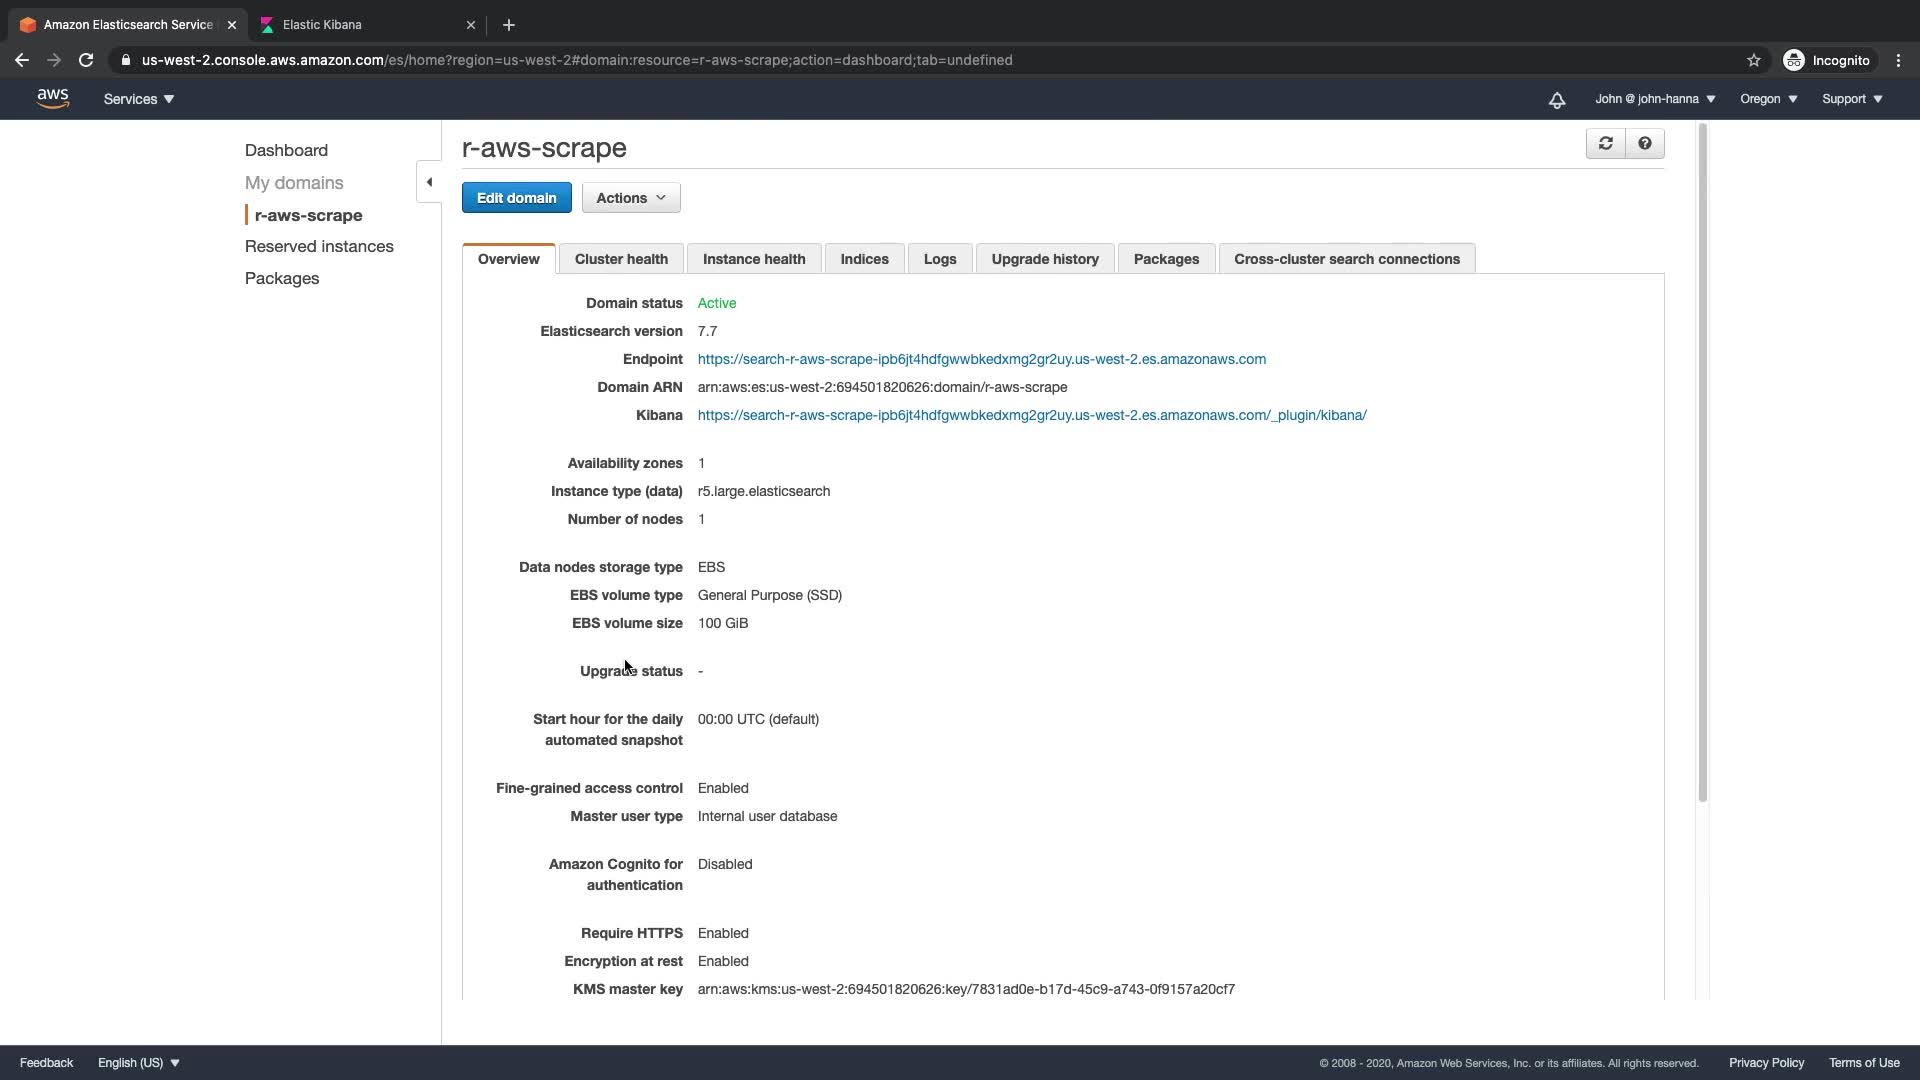 Amazon Elasticsearch Service
Elastic Kibana
us-west-2.console.aws.amazon.com/es/home?region=us-west-2#domain:resource=r-aws-scrape;action=dashboard;tab=undefined
Incognito
aws
Services
John @ john-hanna
Oregon
Support
Dashboard
My domains
r-aws-scrape
Reserved instances
Packages
r-aws-scrape
Edit domain
Actions
Overview
Cluster health
Instance health
Indices
Logs
Upgrade history
Packages
Cross-cluster search connections
Domain status Active
Elasticsearch version 7.7
Endpoint https://search-r-aws-scrape-ipb6jt4hdfgwwbkedxmg2gr2uy.us-west-2.es.amazonaws.com
Domain ARN arn:aws:es:us-west-2:694501820626:domain/r-aws-scrape
Kibana https://search-r-aws-scrape-ipb6jt4hdfgwwbkedxmg2gr2uy.us-west-2.es.amazonaws.com/_plugin/kibana/
Availability zones 1
Instance type (data) r5.large.elasticsearch
Number of nodes 1
Data nodes storage type EBS
EBS volume type General Purpose (SSD)
EBS volume size 100 GiB
Upgrade status -
Start hour for the daily 00:00 UTC (default)
automated snapshot
Fine-grained access control Enabled
Master user type Internal user database
Amazon Cognito for Disabled
authentication
Require HTTPS Enabled
Encryption at rest Enabled
KMS master key arn:aws:kms:us-west-2:694501820626:key/7831ad0e-b17d-45c9-a743-0f9157a20cf7
Feedback
English (US)
© 2008 - 2020, Amazon Web Services, Inc. or its affiliates. All rights reserved.
Privacy Policy
Terms of Use